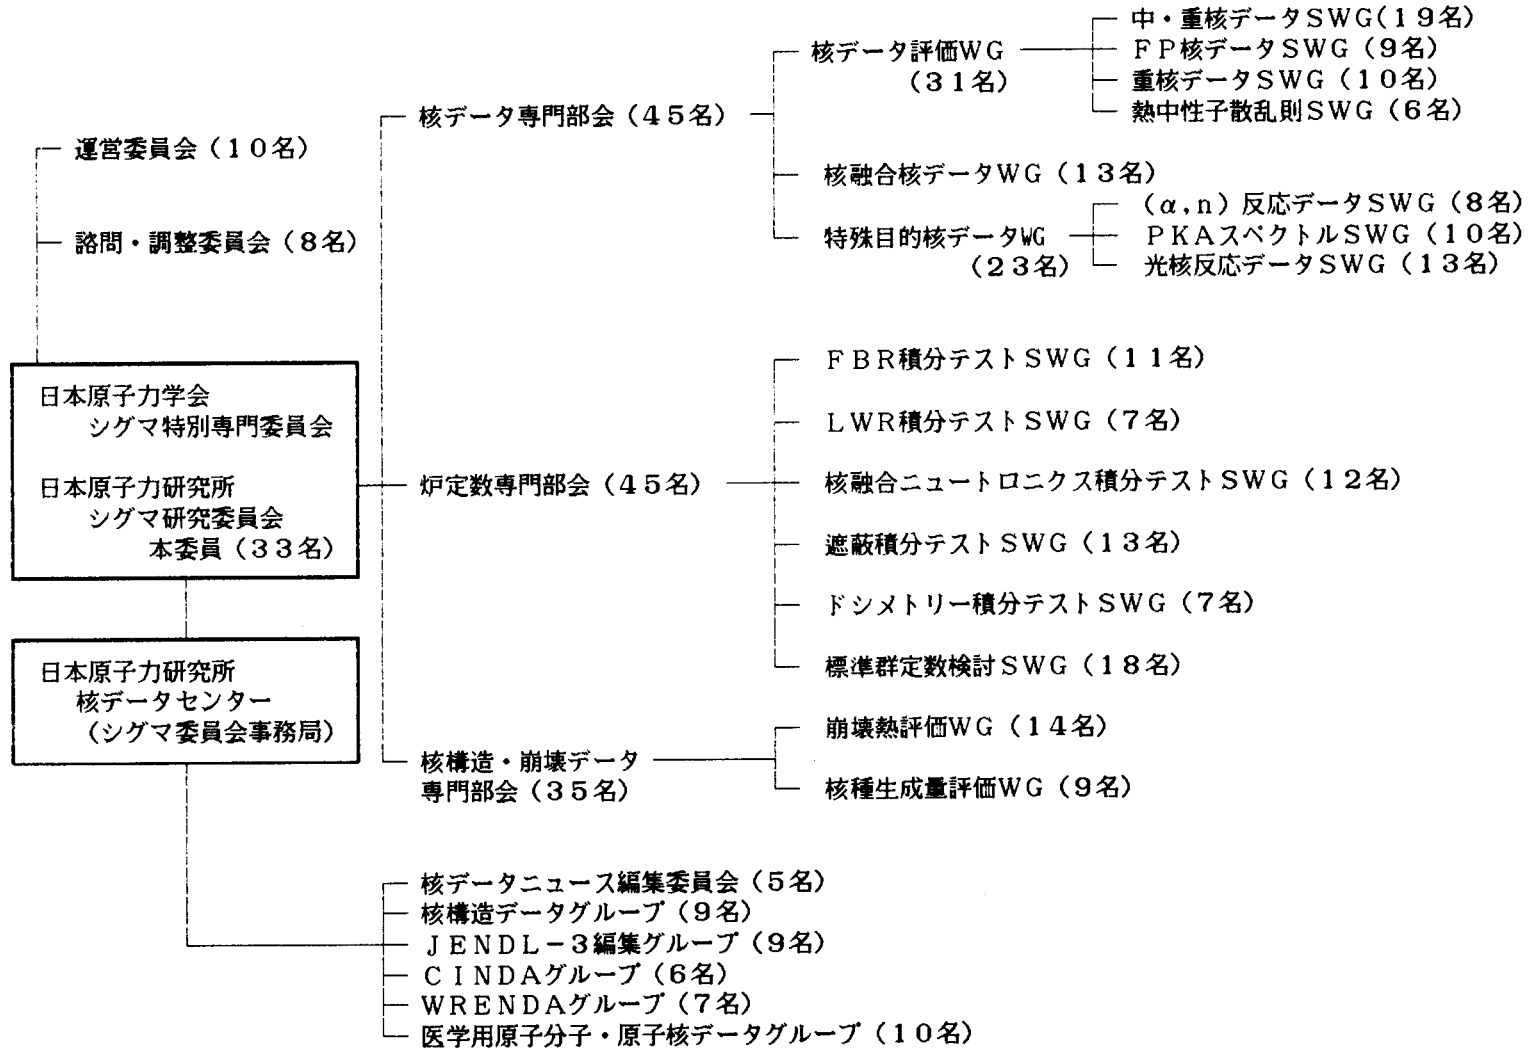 運営委員会（10名）
諮問・調整委員会（8名）
日本原子力学会
シグマ特別専門委員会
日本原子力研究所
シグマ研究委員会
本委員（33名）
日本原子力研究所
核データセンター
（シグマ委員会事務局）
核データ専門部会（45名）
核データ評価WG
（31名）
中・重核データSWG（19名）
FP核データSWG（9名）
重核データSWG（10名）
熱中性子散乱則SWG（6名）
核融合核データWG（13名）
特殊目的核データWG
（23名）
（α,n）反応データSWG（8名）
PKAスペクトルSWG（10名）
光核反応データSWG（13名）
炉定数専門部会（45名）
FBR積分テストSWG（11名）
LWR積分テストSWG（7名）
核融合ニュートロニクス積分テストSWG（12名）
遮蔽積分テストSWG（13名）
ドシメトリー積分テストSWG（7名）
標準群定数検討SWG（18名）
核構造・崩壊データ
専門部会（35名）
崩壊熱評価WG（14名）
核種生成量評価WG（9名）
核データニュース編集委員会（5名）
核構造データグループ（9名）
JENDL-3編集グループ（9名）
CINDAグループ（6名）
WRENDAグループ（7名）
医学用原子分子・原子核データグループ（10名）